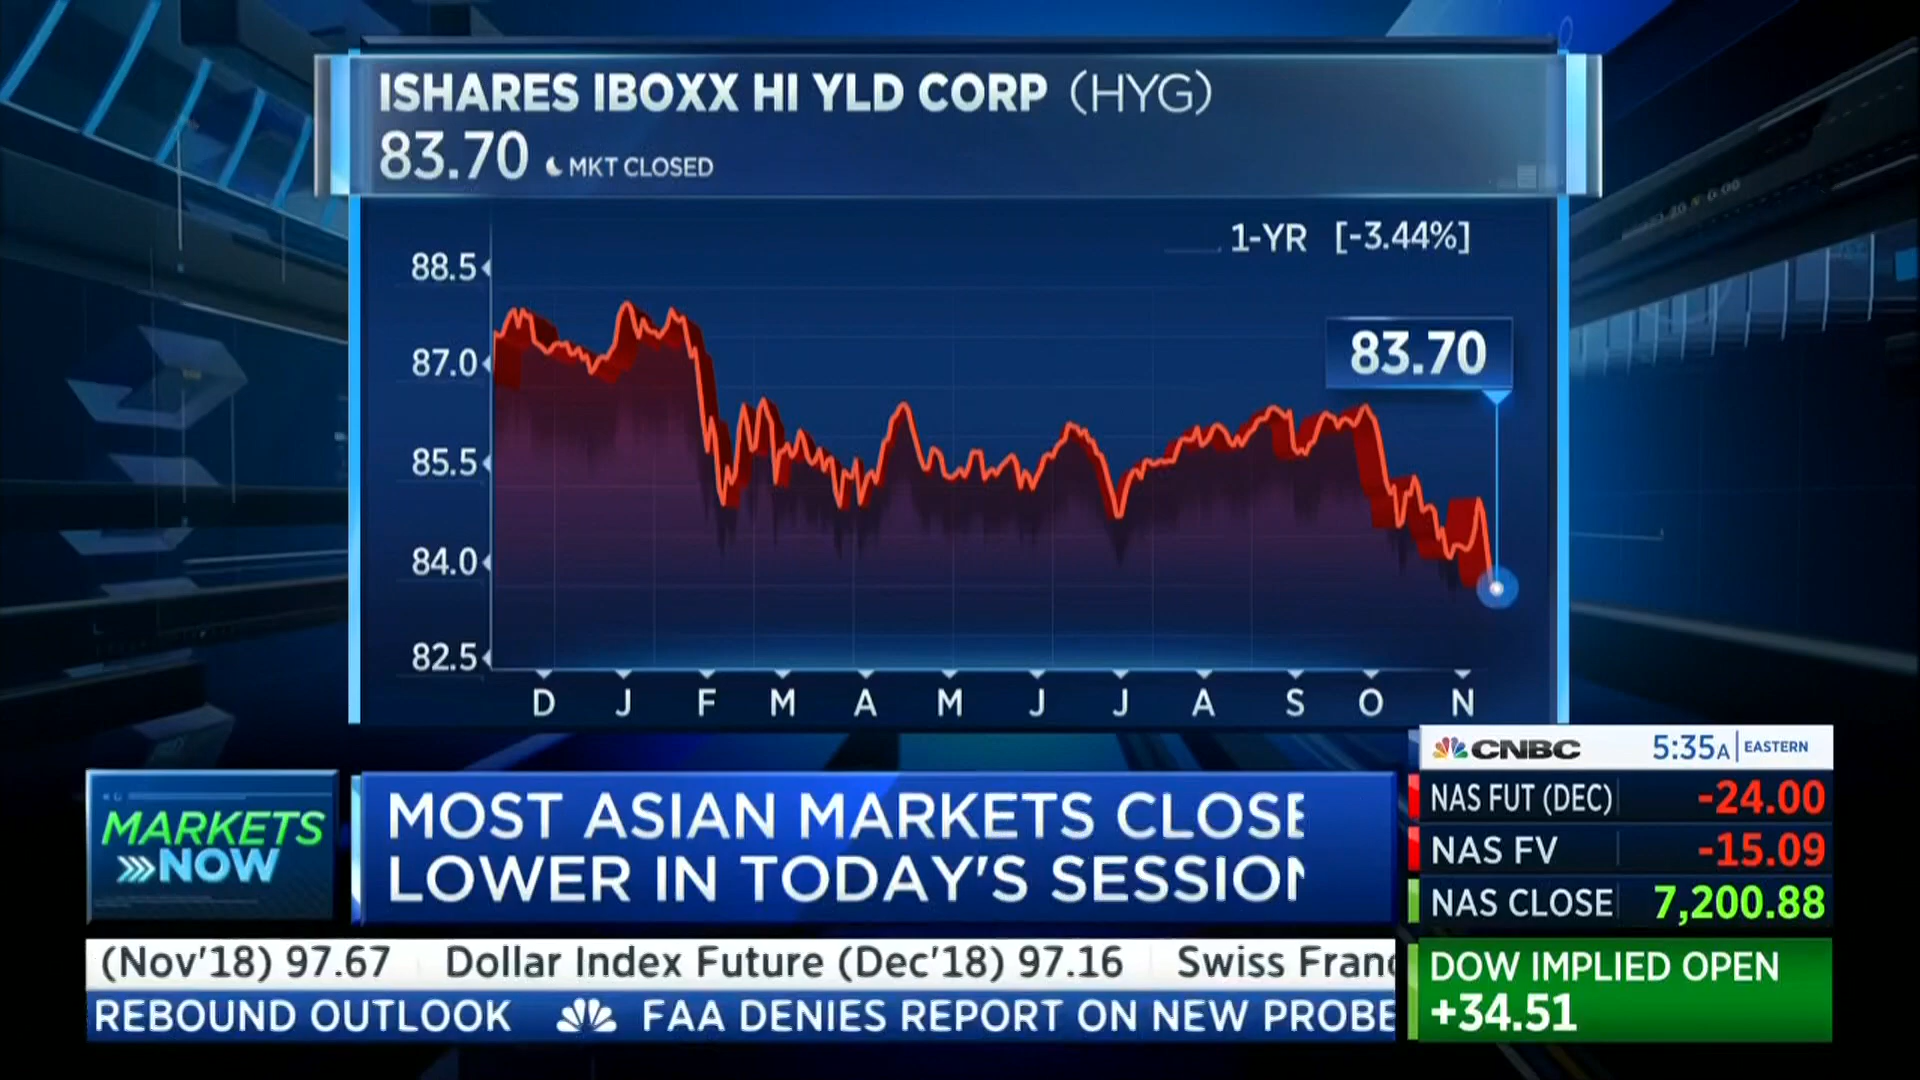 ISHARES IBOXX HI YLD CORP (HYG)
83.70 MKT CLOSED
1-YR [-3.44%]
88.5
87.0
85.5
84.0
82.5
83.70
D J F M A M J J A S O N
CNBC 5:35A EASTERN
NAS FUT (DEC) -24.00
NAS FV -15.09
NAS CLOSE 7,200.88
DOW IMPLIED OPEN
+34.51
MARKETS
NOW
MOST ASIAN MARKETS CLOSE
LOWER IN TODAY'S SESSION
(Nov'18) 97.67 Dollar Index Future (Dec'18) 97.16 Swiss Franc
REBOUND OUTLOOK FAA DENIES REPORT ON NEW PROBE